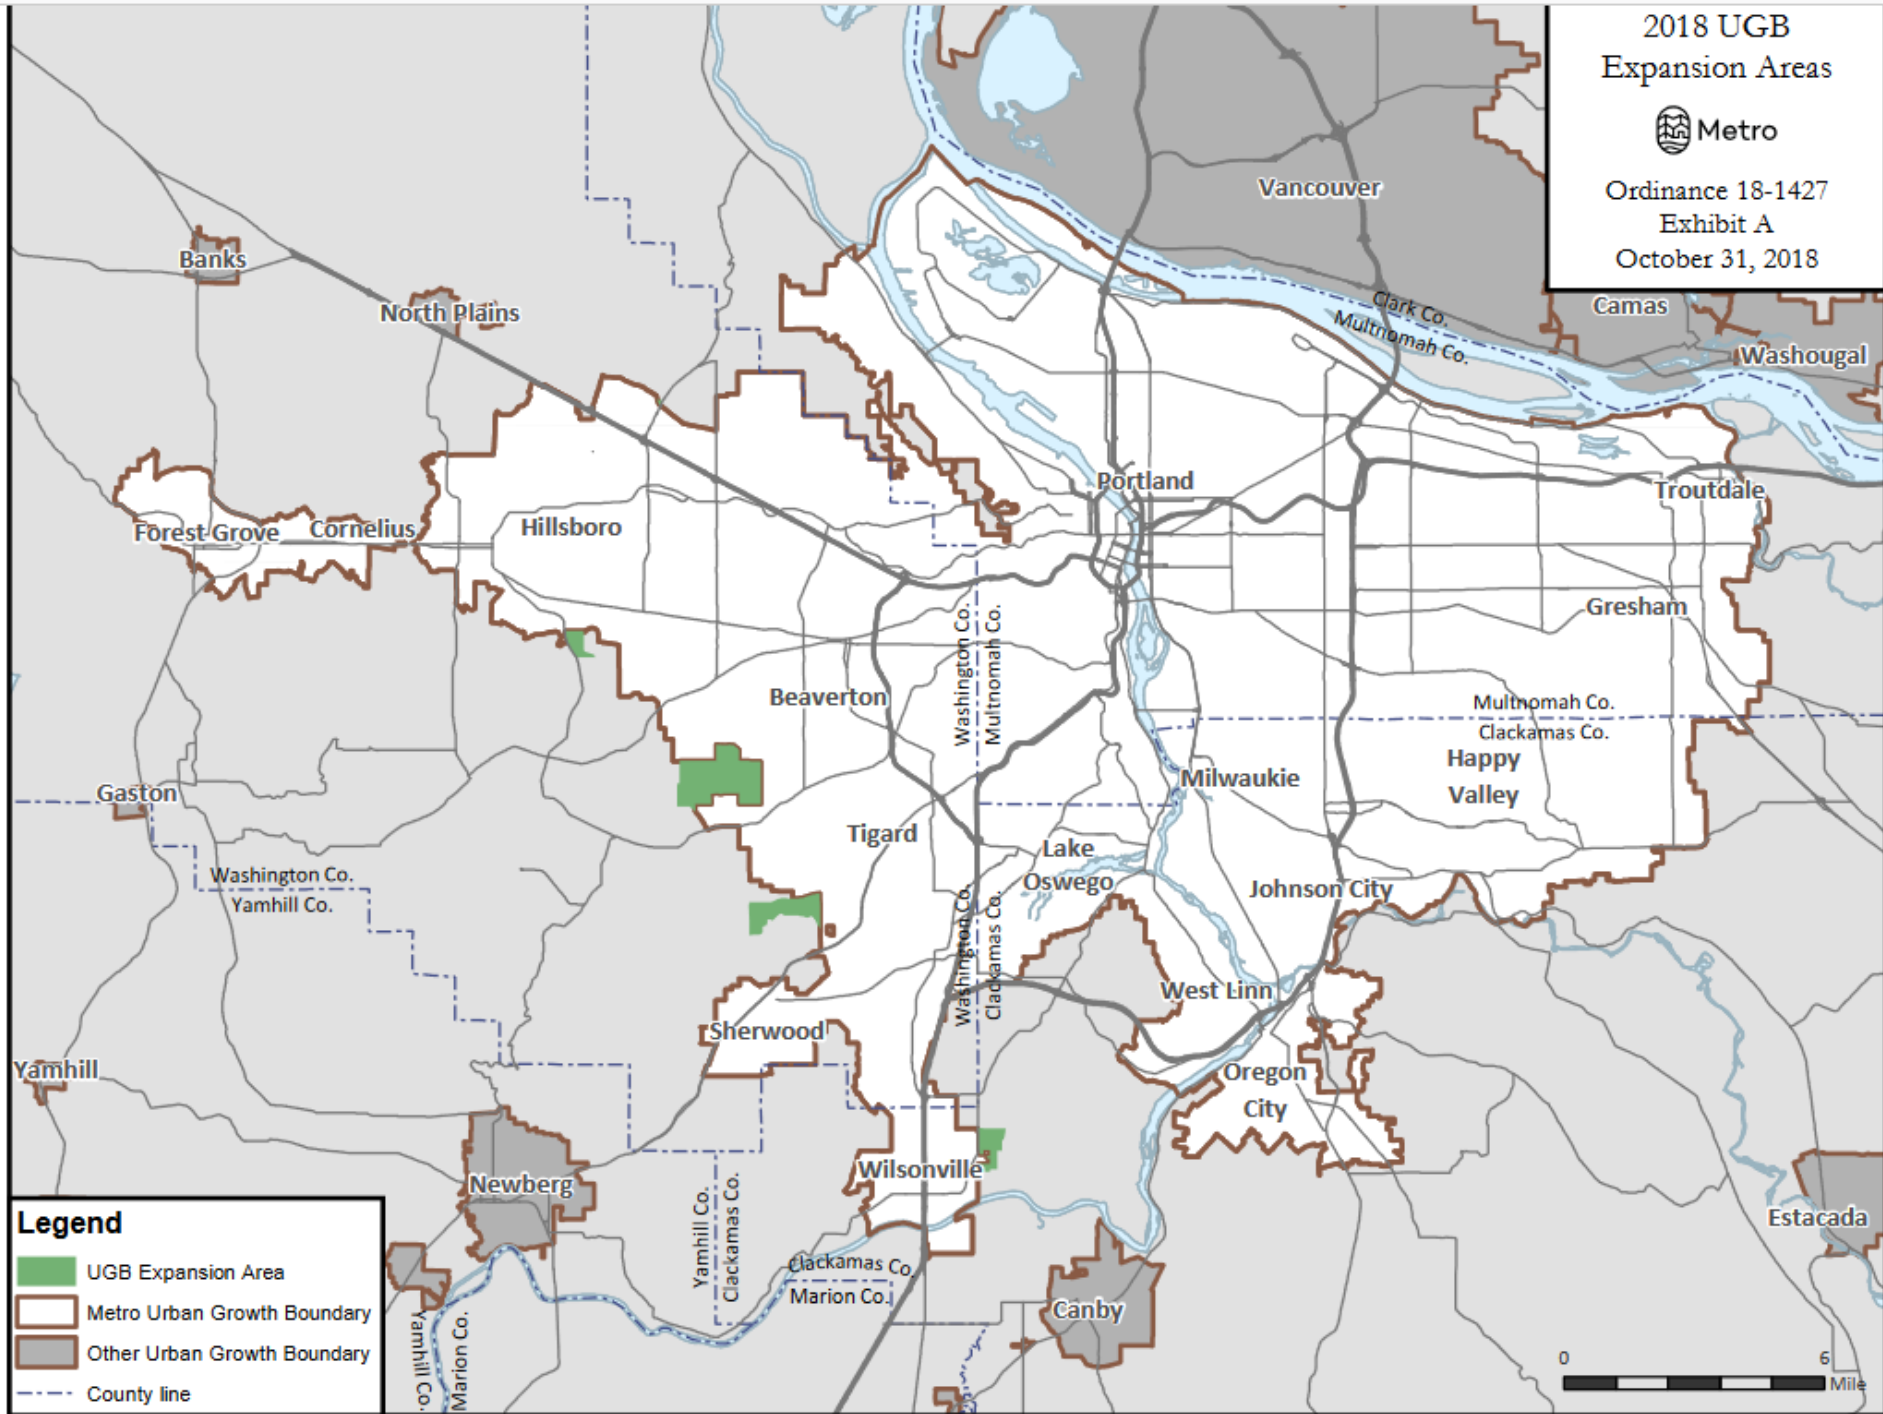 2018 UGB
Expansion Areas
Metro
Ordinance 18-1427
Exhibit A
October 31, 2018
Vancouver
Banks
North Plains
Clark Co.
Multnomah Co.
Camas
Washougal
Portland
Troutdale
Forest Grove
Cornelius
Hillsboro
Gresham
Washington Co.
Multnomah Co.
Beaverton
Multnomah Co.
Clackamas Co.
Happy
Valley
Milwaukie
Gaston
Tigard
Lake
Oswego
Johnson City
Washington Co.
Yamhill Co.
Washington Co.
Clackamas Co.
West Linn
Sherwood
Yamhill
Oregon
City
Wilsonville
Newberg
Yamhill Co.
Clackamas Co.
Estacada
Clackamas Co.
Marion Co.
Canby
Yamhill Co.
Marion Co.
Legend
UGB Expansion Area
Metro Urban Growth Boundary
Other Urban Growth Boundary
County line
0 6
Mile